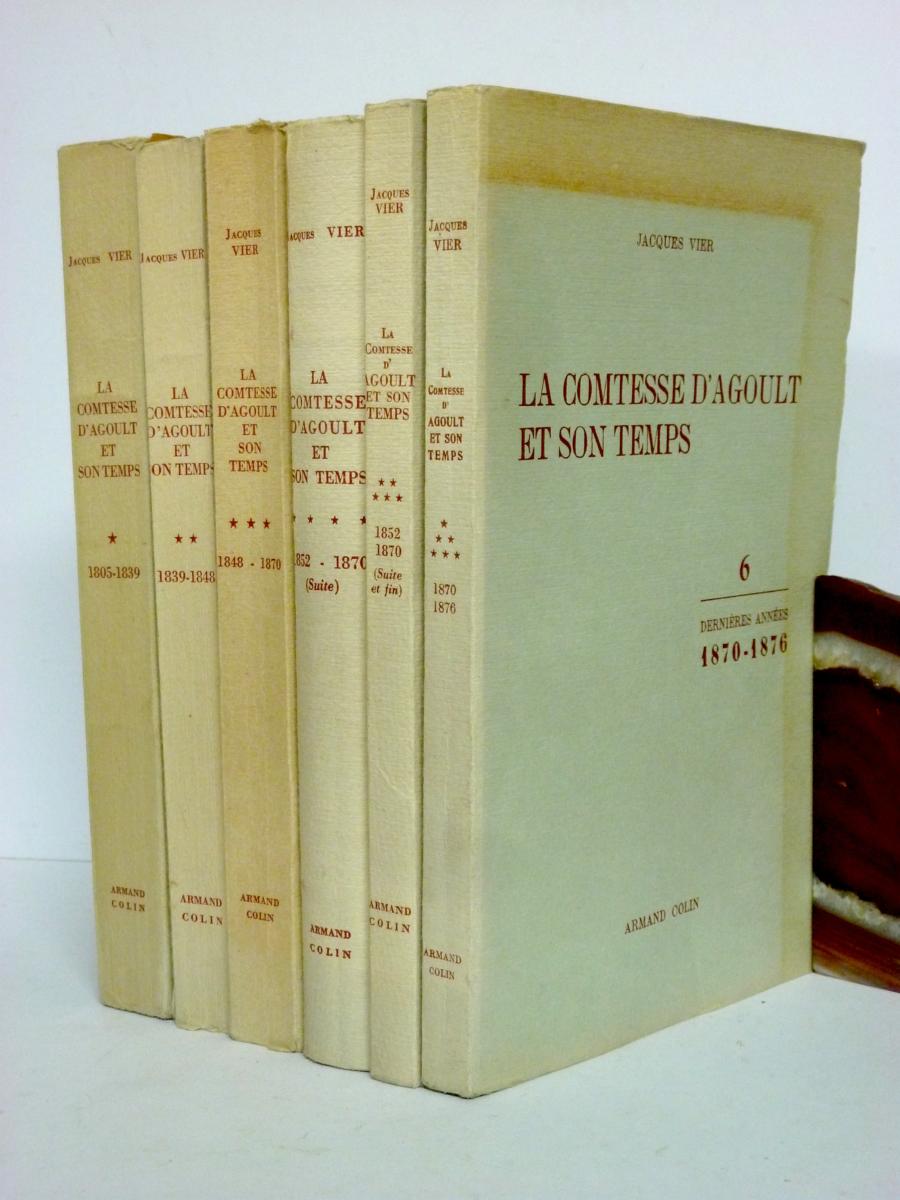 Jacques VIER
LA
COMTESSE
D'AGOULT
ET
SON TEMPS
★
1805-1839
ARMAND
COLIN
Jacques VIER
LA
COMTESSE
D'AGOULT
ET
SON TEMPS
★ ★
1839-1848
ARMAND
COLIN
Jacques
VIER
LA
COMTESSE
D'AGOULT
ET
SON
TEMPS
★ ★ ★
1848 - 1870
ARMAND
COLIN
Jacques VIER
LA
COMTESSE
D'AGOULT
ET
SON TEMPS
★ ★ ★ ★
1852 - 1870
(Suite)
ARMAND
COLIN
Jacques
VIER
La
Comtesse
d'
AGOULT
ET SON
TEMPS
★ ★
★ ★ ★
1852
1870
(Suite
et fin)
ARMAND
COLIN
Jacques
VIER
La
Comtesse
d'
AGOULT
ET SON
TEMPS
★
★ ★
★ ★ ★
1870
1876
ARMAND
COLIN
JACQUES VIER
LA COMTESSE D'AGOULT
ET SON TEMPS
6
DERNIÈRES ANNÉES
1870-1876
ARMAND COLIN